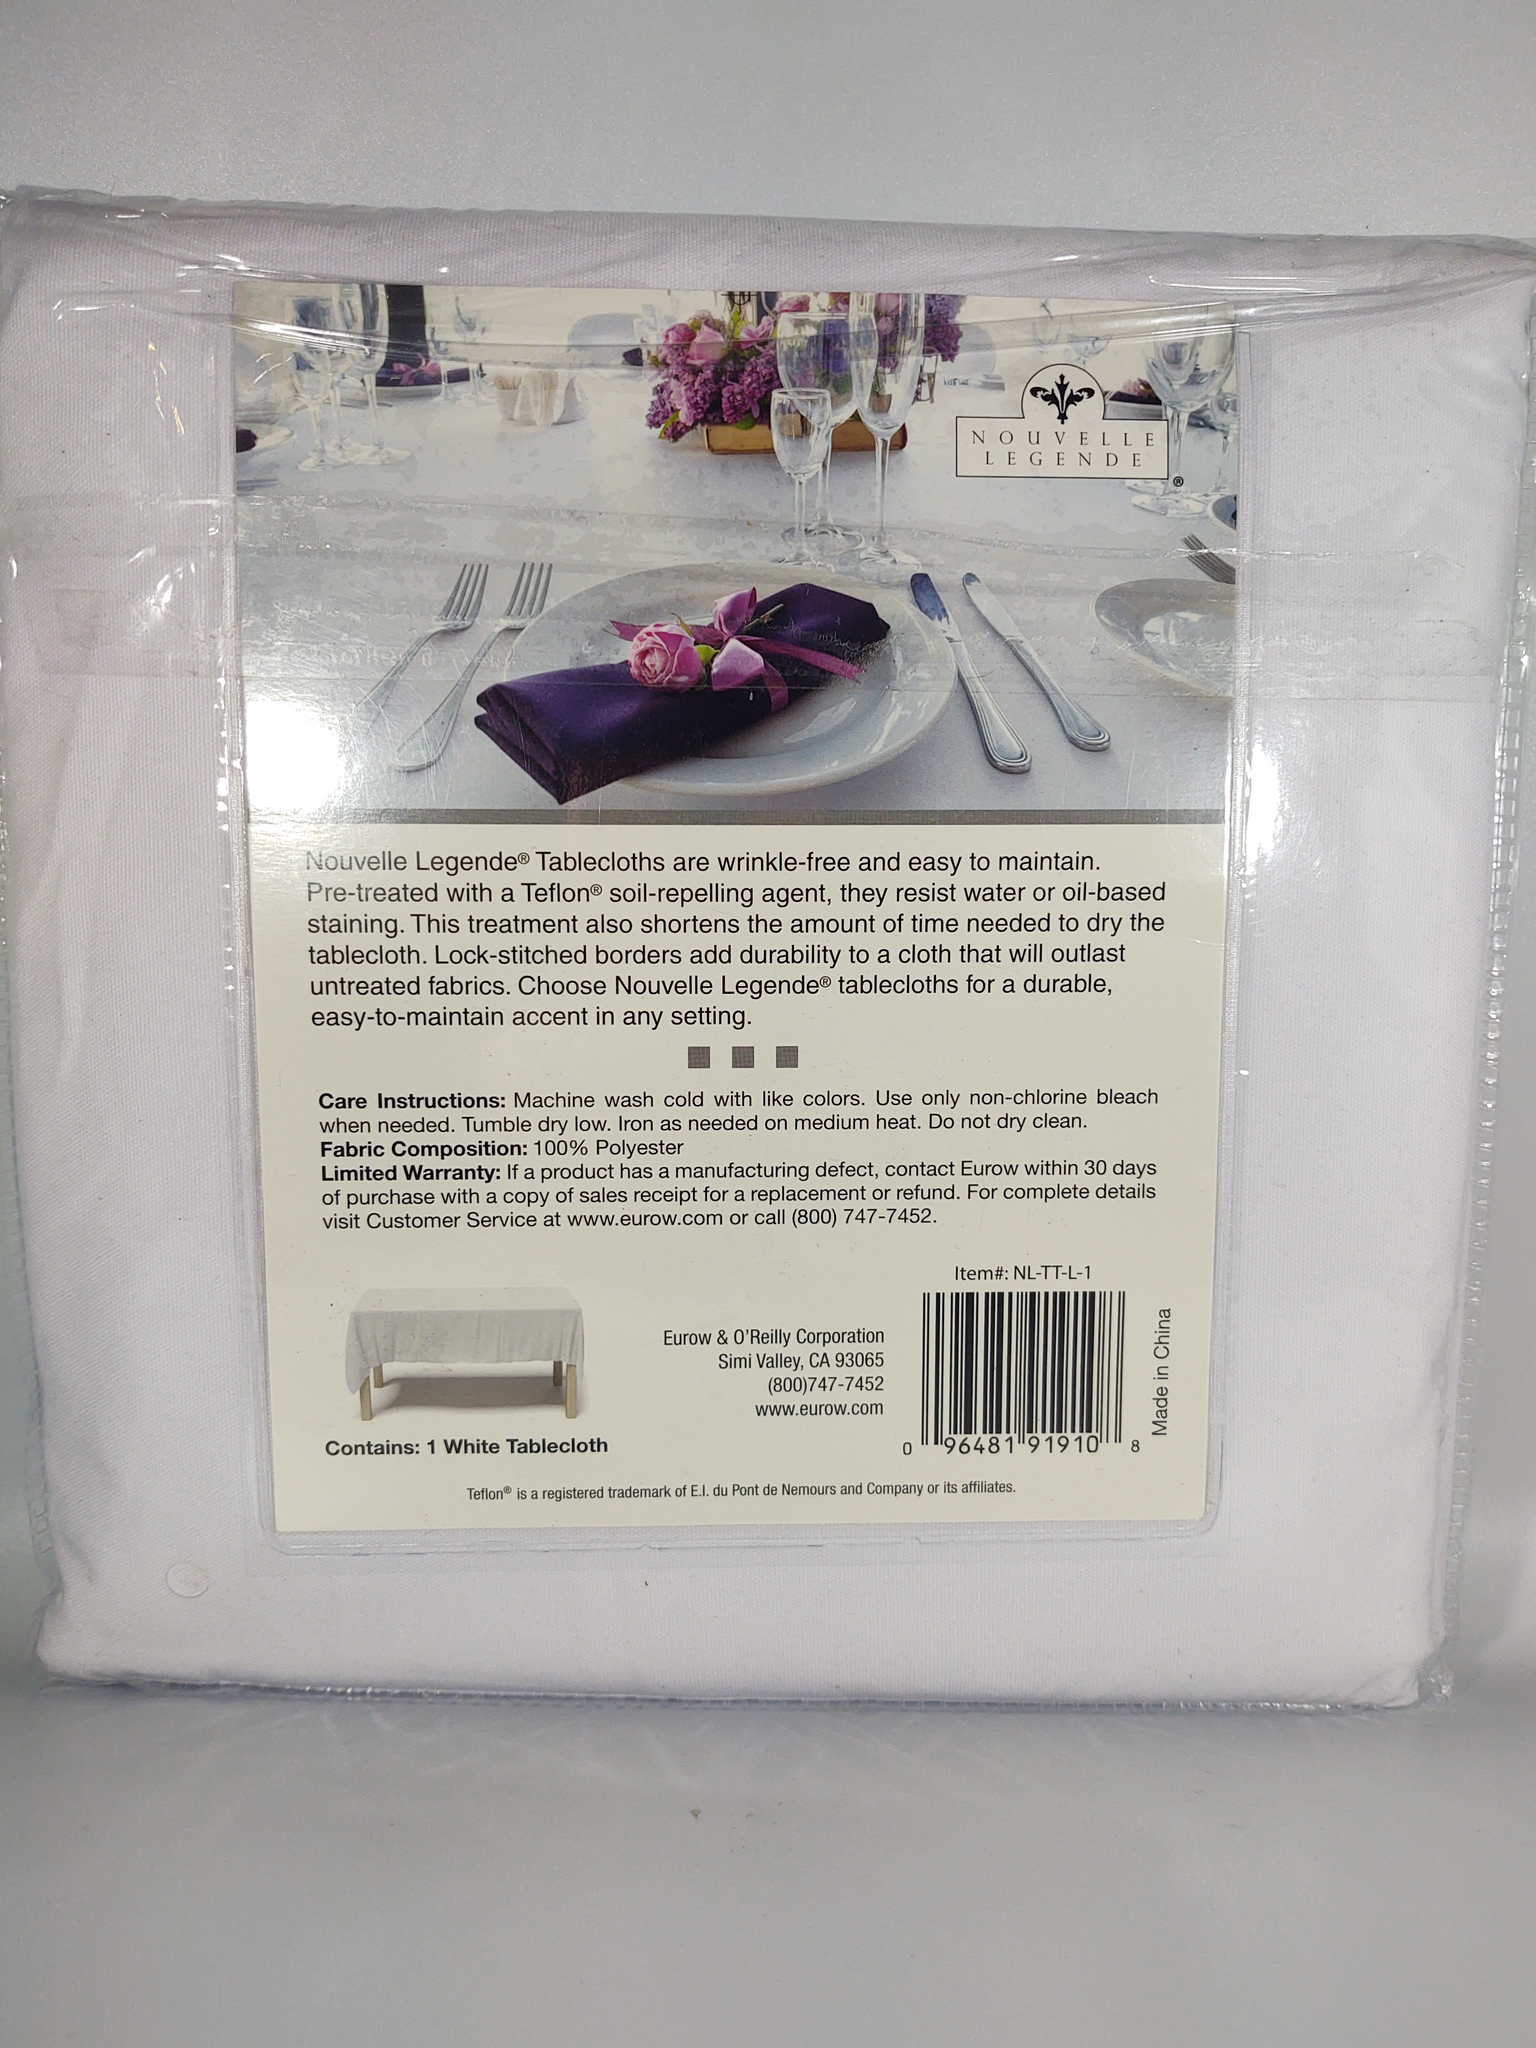 NOUVELLE
LEGENDE
®
Nouvelle Legende® Tablecloths are wrinkle-free and easy to maintain.
Pre-treated with a Teflon® soil-repelling agent, they resist water or oil-based
staining. This treatment also shortens the amount of time needed to dry the
tablecloth. Lock-stitched borders add durability to a cloth that will outlast
untreated fabrics. Choose Nouvelle Legende® tablecloths for a durable,
easy-to-maintain accent in any setting.
Care Instructions: Machine wash cold with like colors. Use only non-chlorine bleach
when needed. Tumble dry low. Iron as needed on medium heat. Do not dry clean.
Fabric Composition: 100% Polyester
Limited Warranty: If a product has a manufacturing defect, contact Eurow within 30 days
of purchase with a copy of sales receipt for a replacement or refund. For complete details
visit Customer Service at www.eurow.com or call (800) 747-7452.
Contains: 1 White Tablecloth
Eurow & O'Reilly Corporation
Simi Valley, CA 93065
(800)747-7452
www.eurow.com
Item#: NL-TT-L-1
0 96481 91910 8
Made in China
Teflon® is a registered trademark of E.I. du Pont de Nemours and Company or its affiliates.